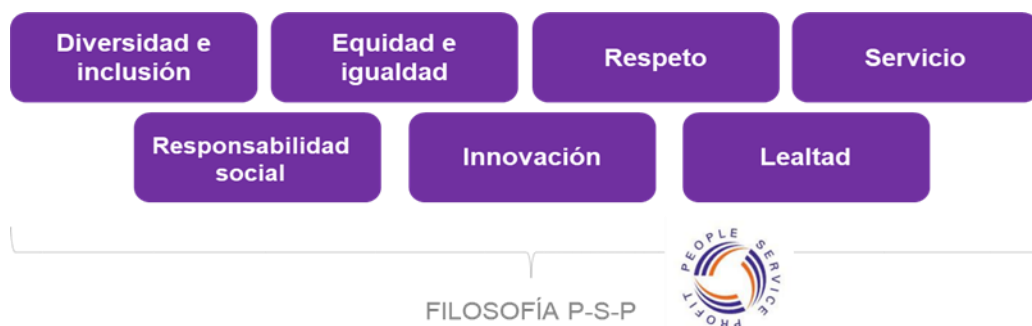 Diversidad e
inclusión
Equidad e
igualdad
Respeto
Servicio
Responsabilidad
social
Innovación
Lealtad
PEOPLE SERVICE PROFIT
FILOSOFÍA P-S-P